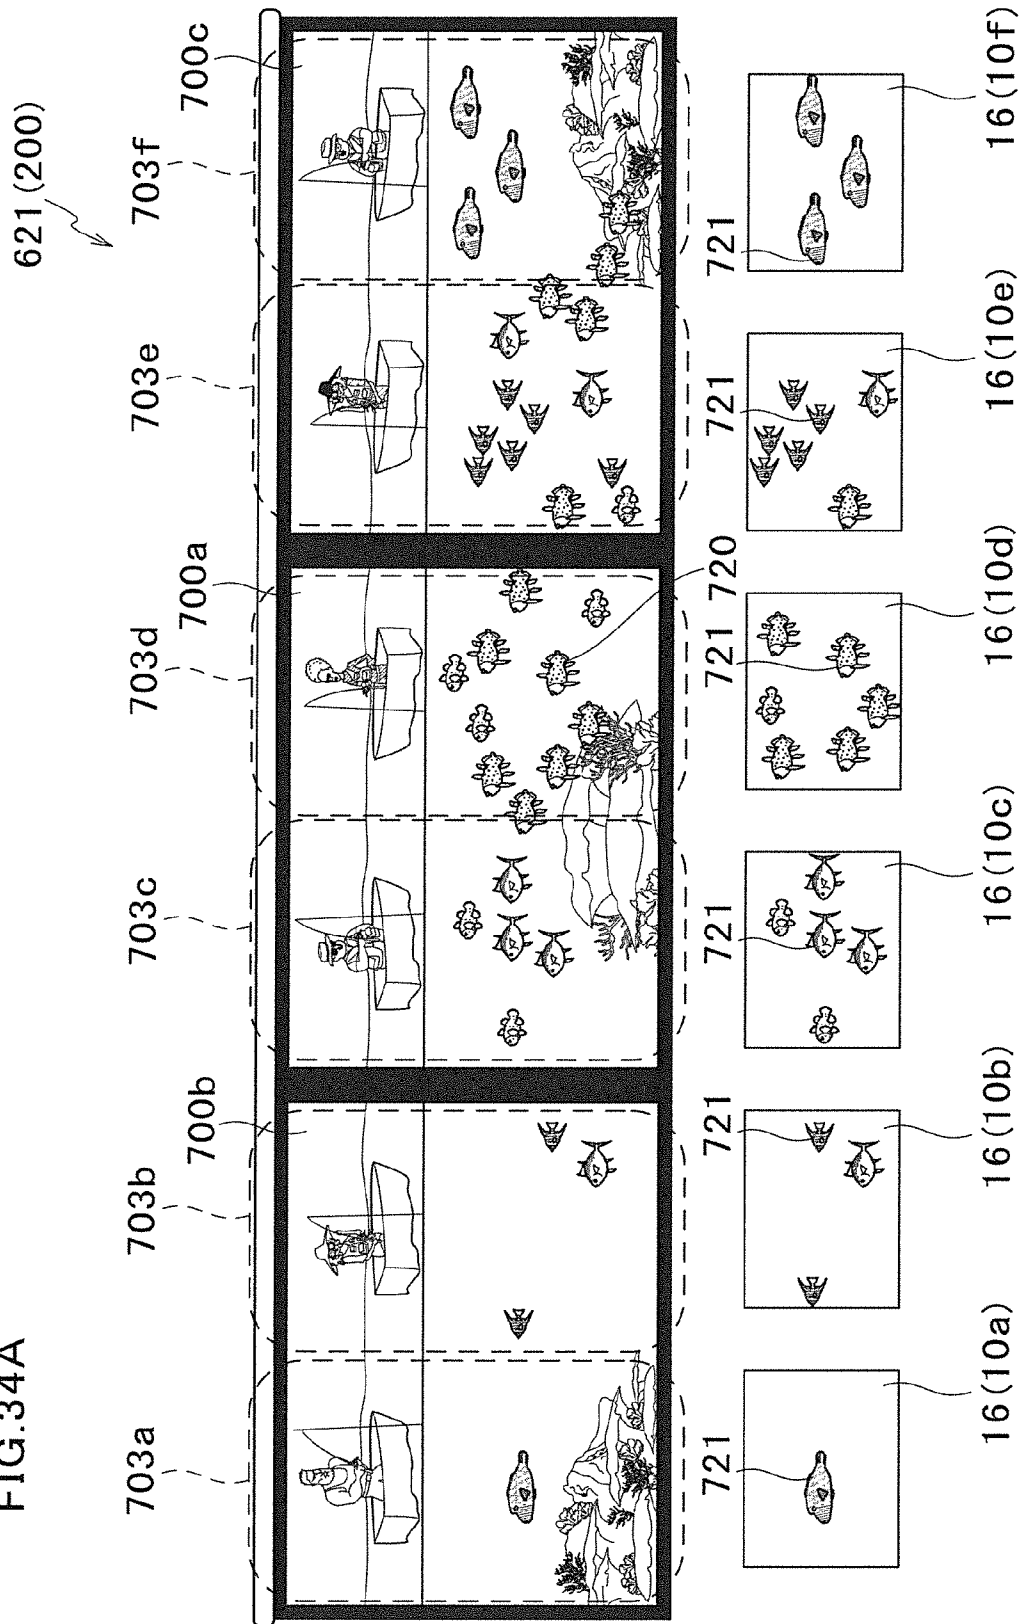 FIG.34A
621 (200)
703a
703b
700b
703c
703d
700a
703e
703f
700c
720
721
721
721
721
721
721
16 (10a)
16 (10b)
16 (10c)
16 (10d)
16 (10e)
16 (10f)